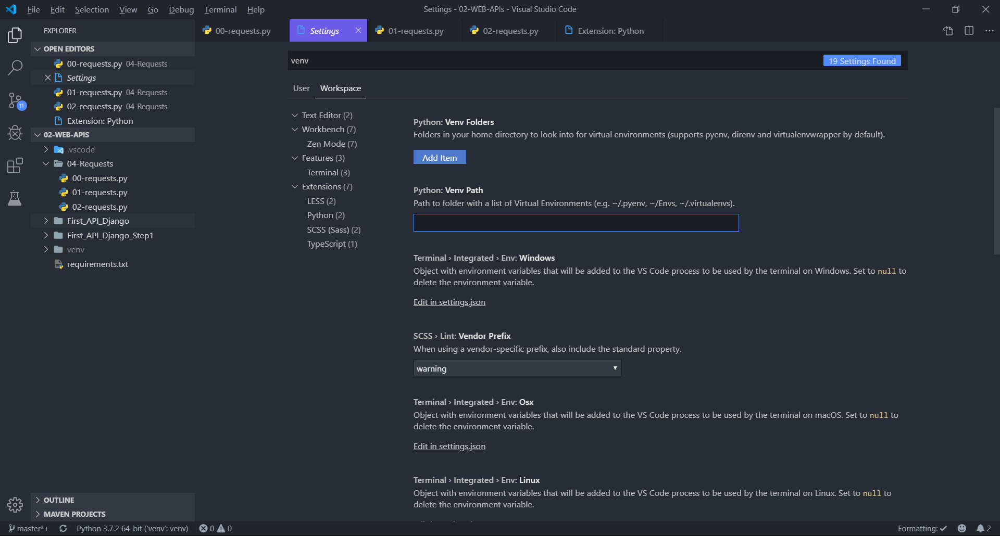 File Edit Selection View Go Debug Terminal Help
Settings - 02-WEB-APIs - Visual Studio Code
EXPLORER
OPEN EDITORS
00-requests.py 04-Requests
Settings
01-requests.py 04-Requests
02-requests.py 04-Requests
Extension: Python
02-WEB-APIS
.vscode
04-Requests
00-requests.py
01-requests.py
02-requests.py
First_API_Django
First_API_Django_Step1
venv
requirements.txt
OUTLINE
MAVEN PROJECTS
11
00-requests.py
Settings
01-requests.py
02-requests.py
Extension: Python
venv
19 Settings Found
User
Workspace
Text Editor (2)
Workbench (7)
Zen Mode (7)
Features (3)
Terminal (3)
Extensions (7)
LESS (2)
Python (2)
SCSS (Sass) (2)
TypeScript (1)
Python: Venv Folders
Folders in your home directory to look into for virtual environments (supports pyenv, direnv and virtualenvwrapper by default).
Add Item
Python: Venv Path
Path to folder with a list of Virtual Environments (e.g. ~/.pyenv, ~/Envs, ~/.virtualenvs).
Terminal › Integrated › Env: Windows
Object with environment variables that will be added to the VS Code process to be used by the terminal on Windows. Set to null to
delete the environment variable.
Edit in settings.json
SCSS › Lint: Vendor Prefix
When using a vendor-specific prefix, also include the standard property.
warning
Terminal › Integrated › Env: Osx
Object with environment variables that will be added to the VS Code process to be used by the terminal on macOS. Set to null to
delete the environment variable.
Edit in settings.json
Terminal › Integrated › Env: Linux
Object with environment variables that will be added to the VS Code process to be used by the terminal on Linux. Set to null to
delete the environment variable.
master*+
Python 3.7.2 64-bit ('venv': venv)
0
0
Formatting:
2